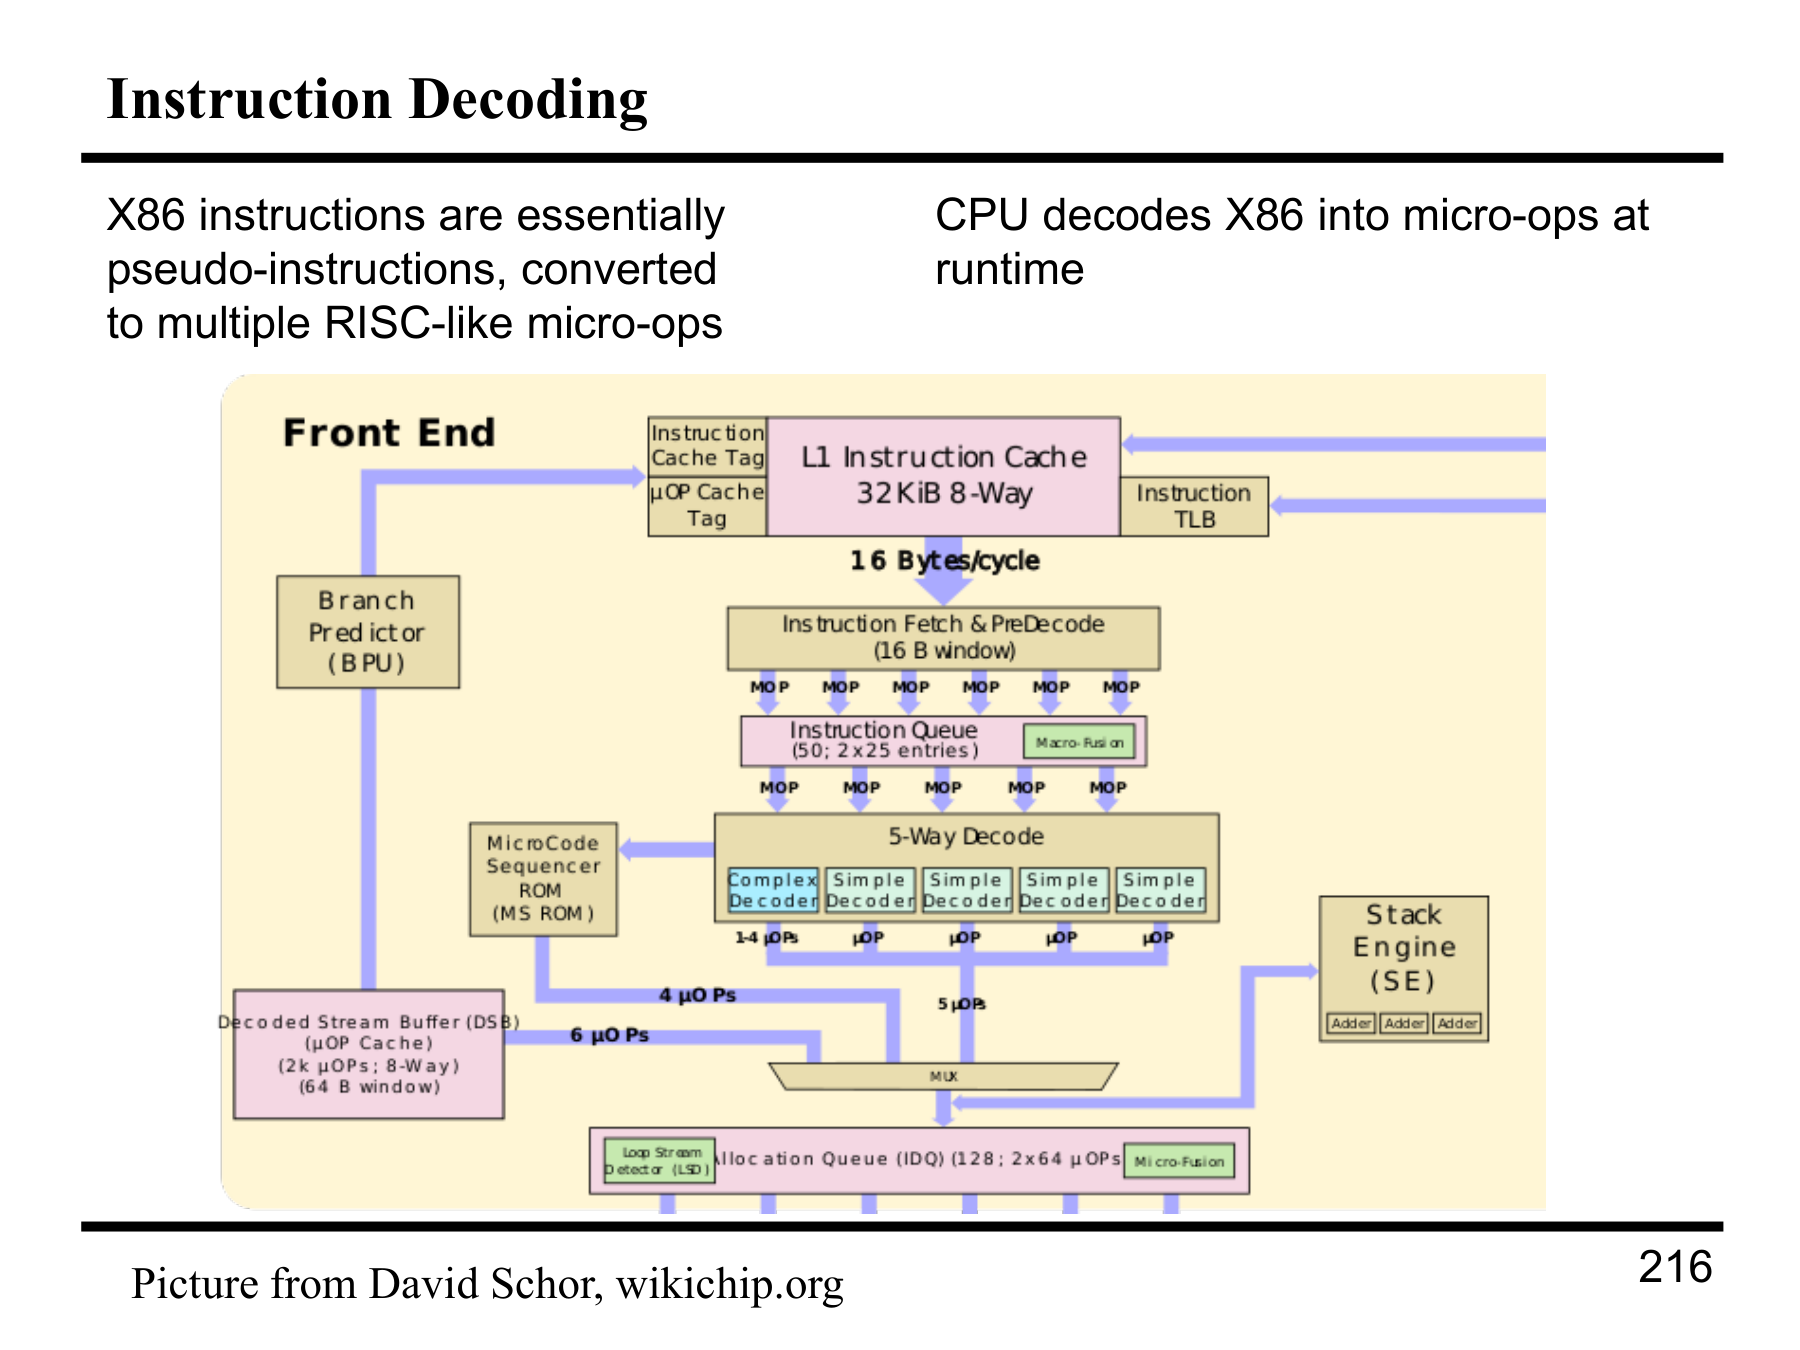 Instruction Decoding
X86 instructions are essentially
pseudo-instructions, converted
to multiple RISC-like micro-ops
CPU decodes X86 into micro-ops at
runtime
Front End
Instruction
Cache Tag
µOP Cache
Tag
L1 Instruction Cache
32KiB 8-Way
Instruction
TLB
16 Bytes/cycle
Branch
Predictor
(BPU)
Instruction Fetch & PreDecode
(16 B window)
MOP MOP MOP MOP MOP MOP
Instruction Queue
(50; 2x25 entries)
Macro-Fusion
MOP MOP MOP MOP MOP
MicroCode
Sequencer
ROM
(MS ROM)
5-Way Decode
Complex
Decoder
Simple
Decoder
Simple
Decoder
Simple
Decoder
Simple
Decoder
1-4 µOPs µOP µOP µOP µOP
Stack
Engine
(SE)
Adder Adder Adder
4 µOPs
5 µOPs
6 µOPs
Decoded Stream Buffer (DSB)
(µOP Cache)
(2k µOPs; 8-Way)
(64 B window)
MUX
Loop Stream
Detector (LSD)
llocation Queue (IDQ) (128; 2x64 µOPs
Micro-Fusion
Picture from David Schor, wikichip.org
216